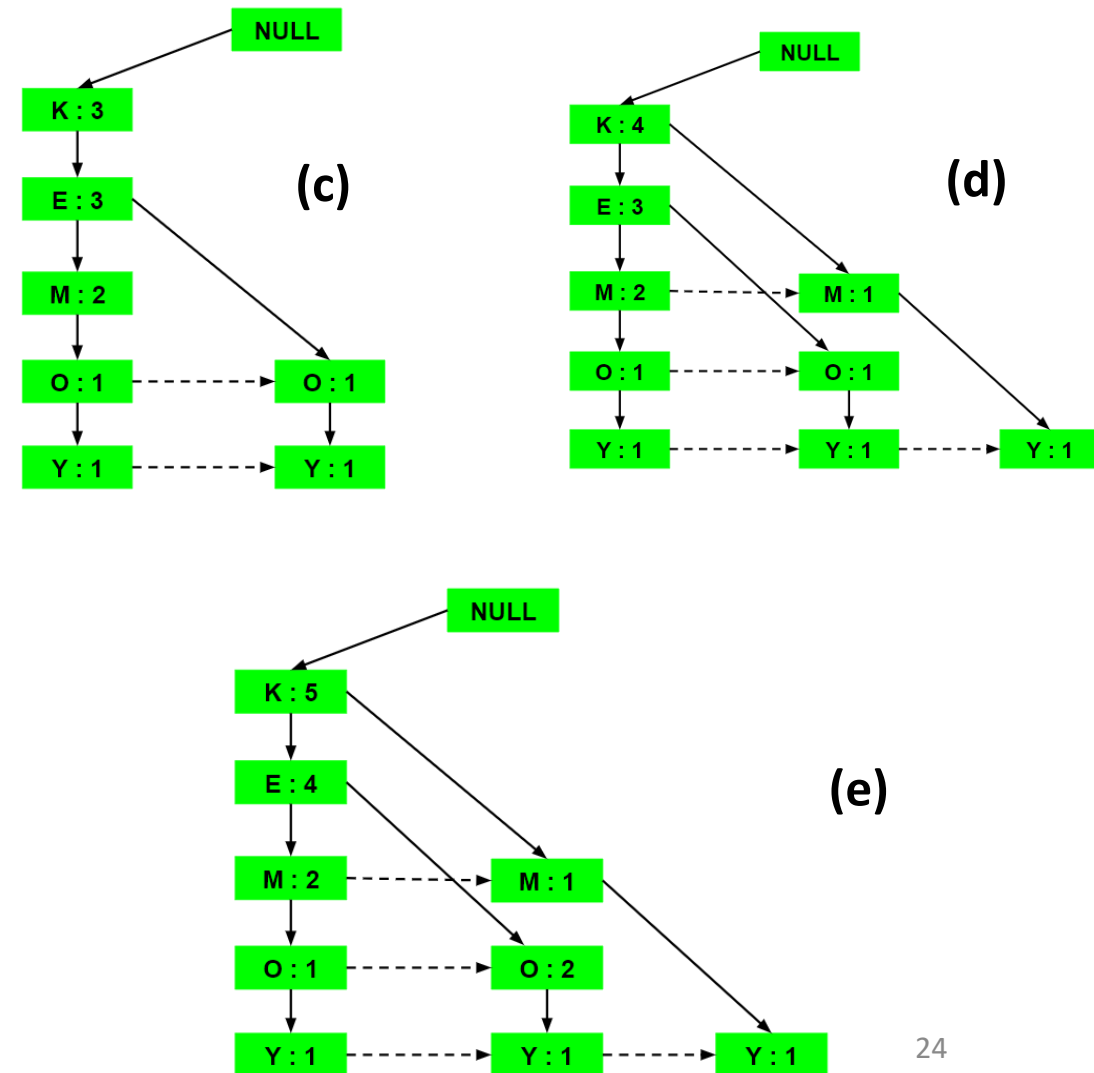 NULL
K : 3
E : 3
(c)
M : 2
O : 1 O : 1
Y : 1 Y : 1
NULL
K : 4
(d)
E : 3
M : 2 M : 1
O : 1 O : 1
Y : 1 Y : 1 Y : 1
NULL
K : 5
E : 4
(e)
M : 2 M : 1
O : 1 O : 2
Y : 1 Y : 1 Y : 1
24